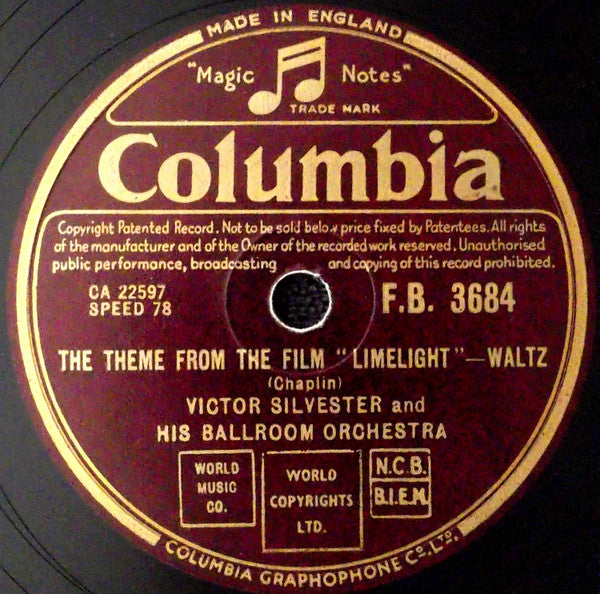 MADE IN ENGLAND
"Magic Notes"
TRADE MARK
Columbia
Copyright Patented Record. Not to be sold below price fixed by Patentees. All rights
of the manufacturer and of the Owner of the recorded work reserved. Unauthorised
public performance, broadcasting and copying of this record prohibited.
CA 22597
SPEED 78
F.B. 3684
THE THEME FROM THE FILM "LIMELIGHT"—WALTZ
(Chaplin)
VICTOR SILVESTER and
HIS BALLROOM ORCHESTRA
WORLD
MUSIC
CO.
WORLD
COPYRIGHTS
LTD.
N.C.B.
B.I.E.M.
COLUMBIA GRAPHOPHONE Co. LTD.